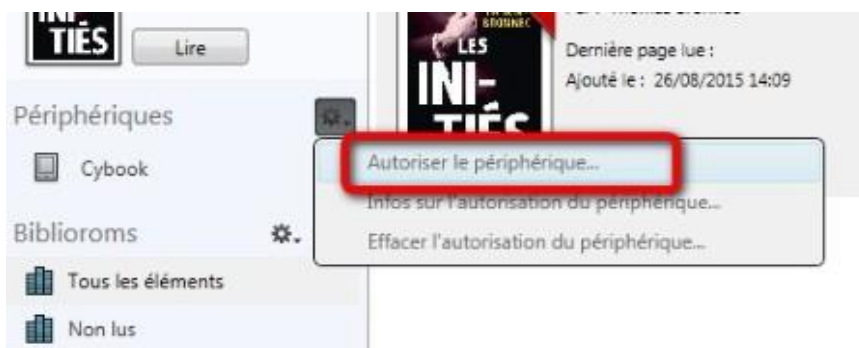 TIÉS
Lire
LES
INI-
TIÉS
Dernière page lue :
Ajouté le : 26/08/2015 14:09
Périphériques
Cybook
Autoriser le périphérique...
Infos sur l'autorisation du périphérique...
Effacer l'autorisation du périphérique...
Biblioroms
Tous les éléments
Non lus